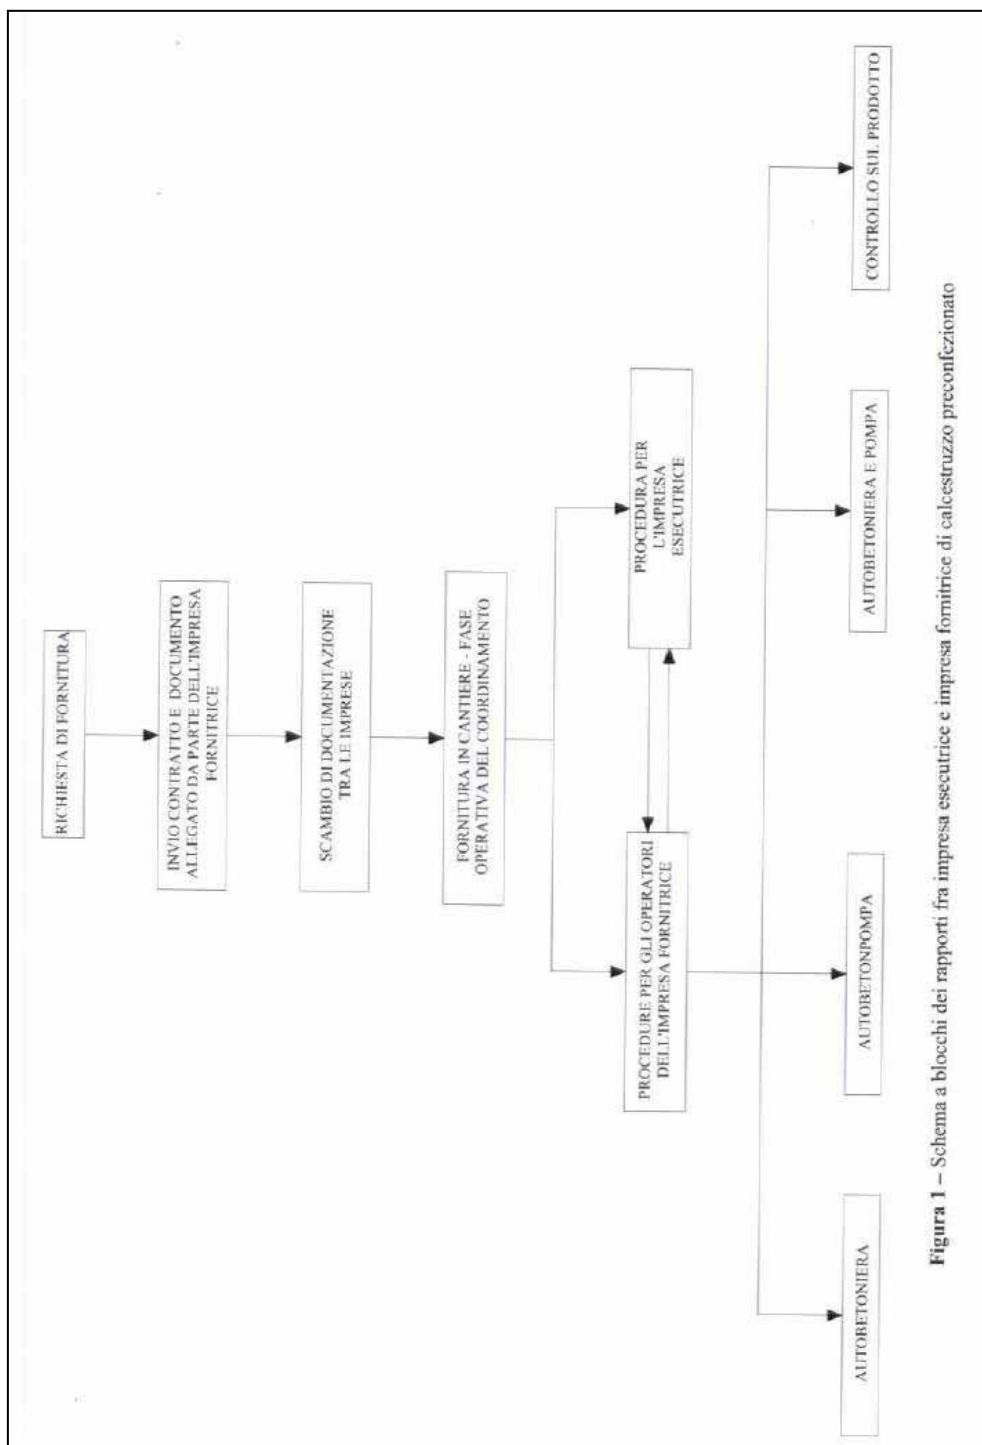 RICHIESTA DI FORNITURA
INVIO CONTRATTO E DOCUMENTO
ALLEGATO DA PARTE DELL'IMPRESA
FORNITRICE
SCAMBIO DI DOCUMENTAZIONE
TRA LE IMPRESE
FORNITURA IN CANTIERE - FASE
OPERATIVA DEL COORDINAMENTO
PROCEDURE PER GLI OPERATORI
DELL'IMPRESA FORNITRICE
PROCEDURA PER
L'IMPRESA
ESECUTRICE
AUTOBETONIERA
AUTOBETONPOMPA
AUTOBETONIERA E POMPA
CONTROLLO SUL PRODOTTO
Figura 1 – Schema a blocchi dei rapporti fra impresa esecutrice e impresa fornitrice di calcestruzzo preconfezionato